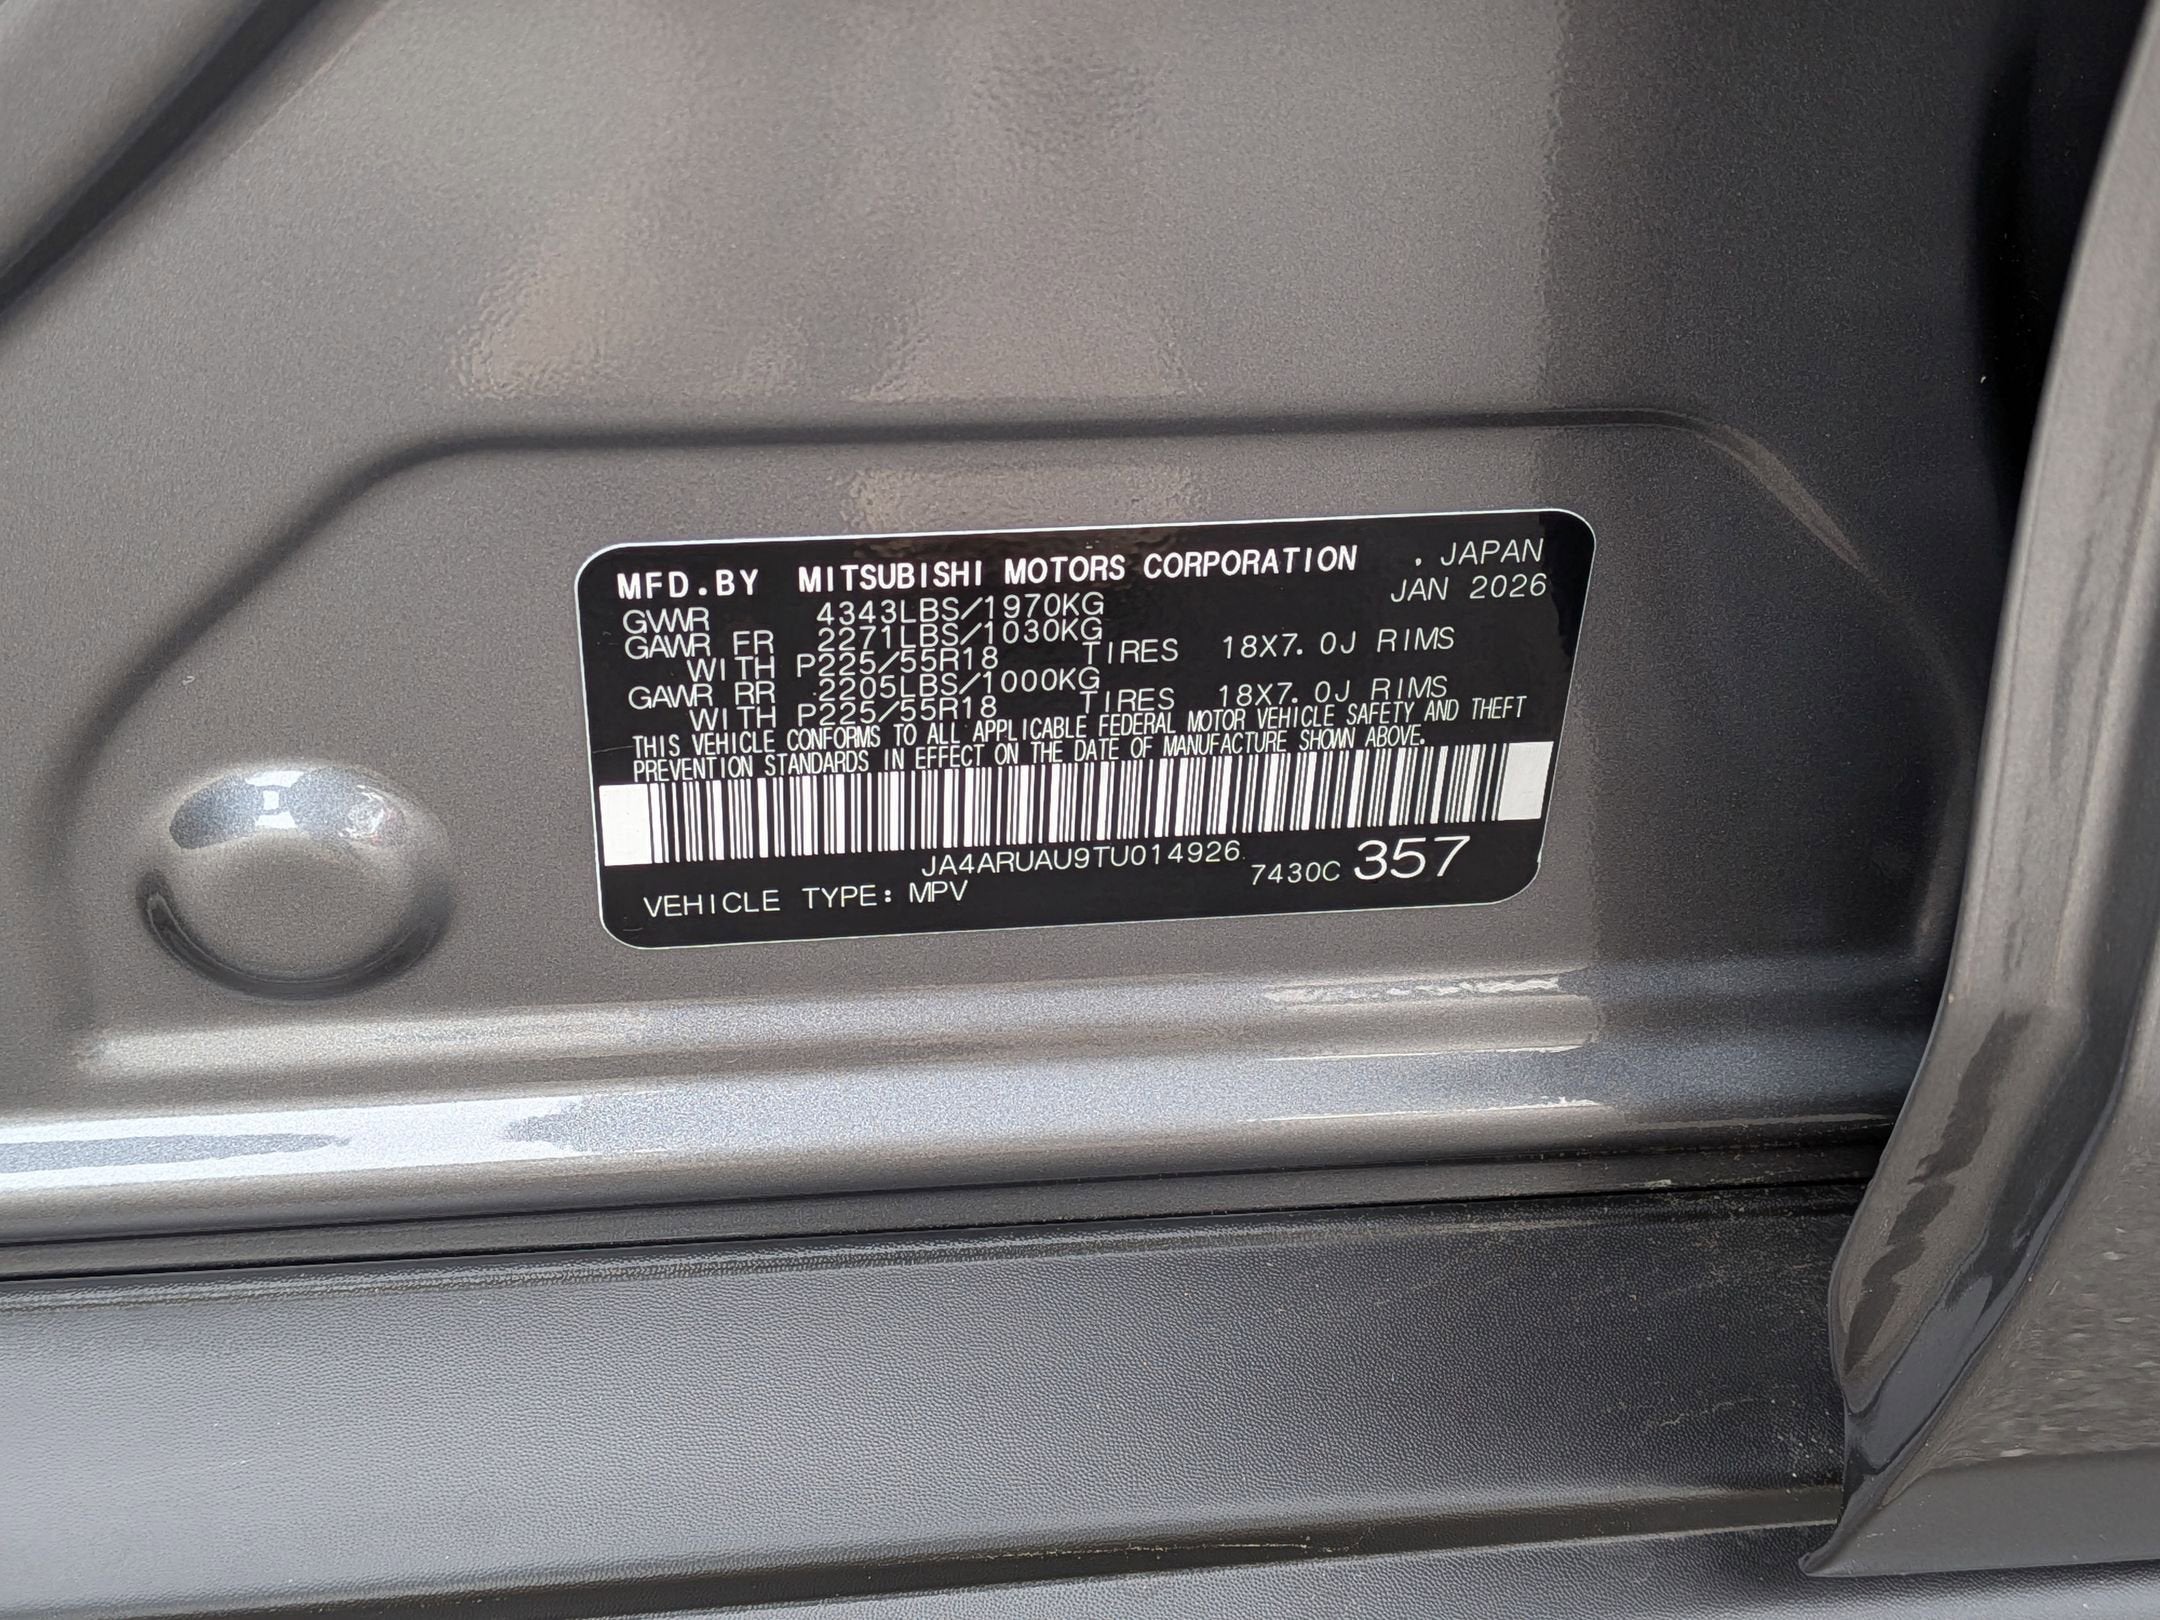 MFD.BY MITSUBISHI MOTORS CORPORATION . JAPAN
JAN 2026
GVWR 4343LBS/1970KG
GAWR FR 2271LBS/1030KG
WITH P225/55R18 TIRES 18X7.0J RIMS
GAWR RR 2205LBS/1000KG
WITH P225/55R18 TIRES 18X7.0J RIMS
THIS VEHICLE CONFORMS TO ALL APPLICABLE FEDERAL MOTOR VEHICLE SAFETY AND THEFT
PREVENTION STANDARDS IN EFFECT ON THE DATE OF MANUFACTURE SHOWN ABOVE.
JA4ARUAU9TU014926
7430C 357
VEHICLE TYPE: MPV